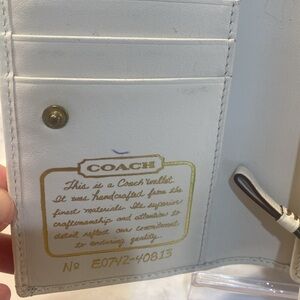 COACH
This is a Coach wallet.
It was handcrafted from the
finest materials. Its superior
craftsmanship and attention to
detail reflect our commitment
to enduring quality.
No E0742-40813